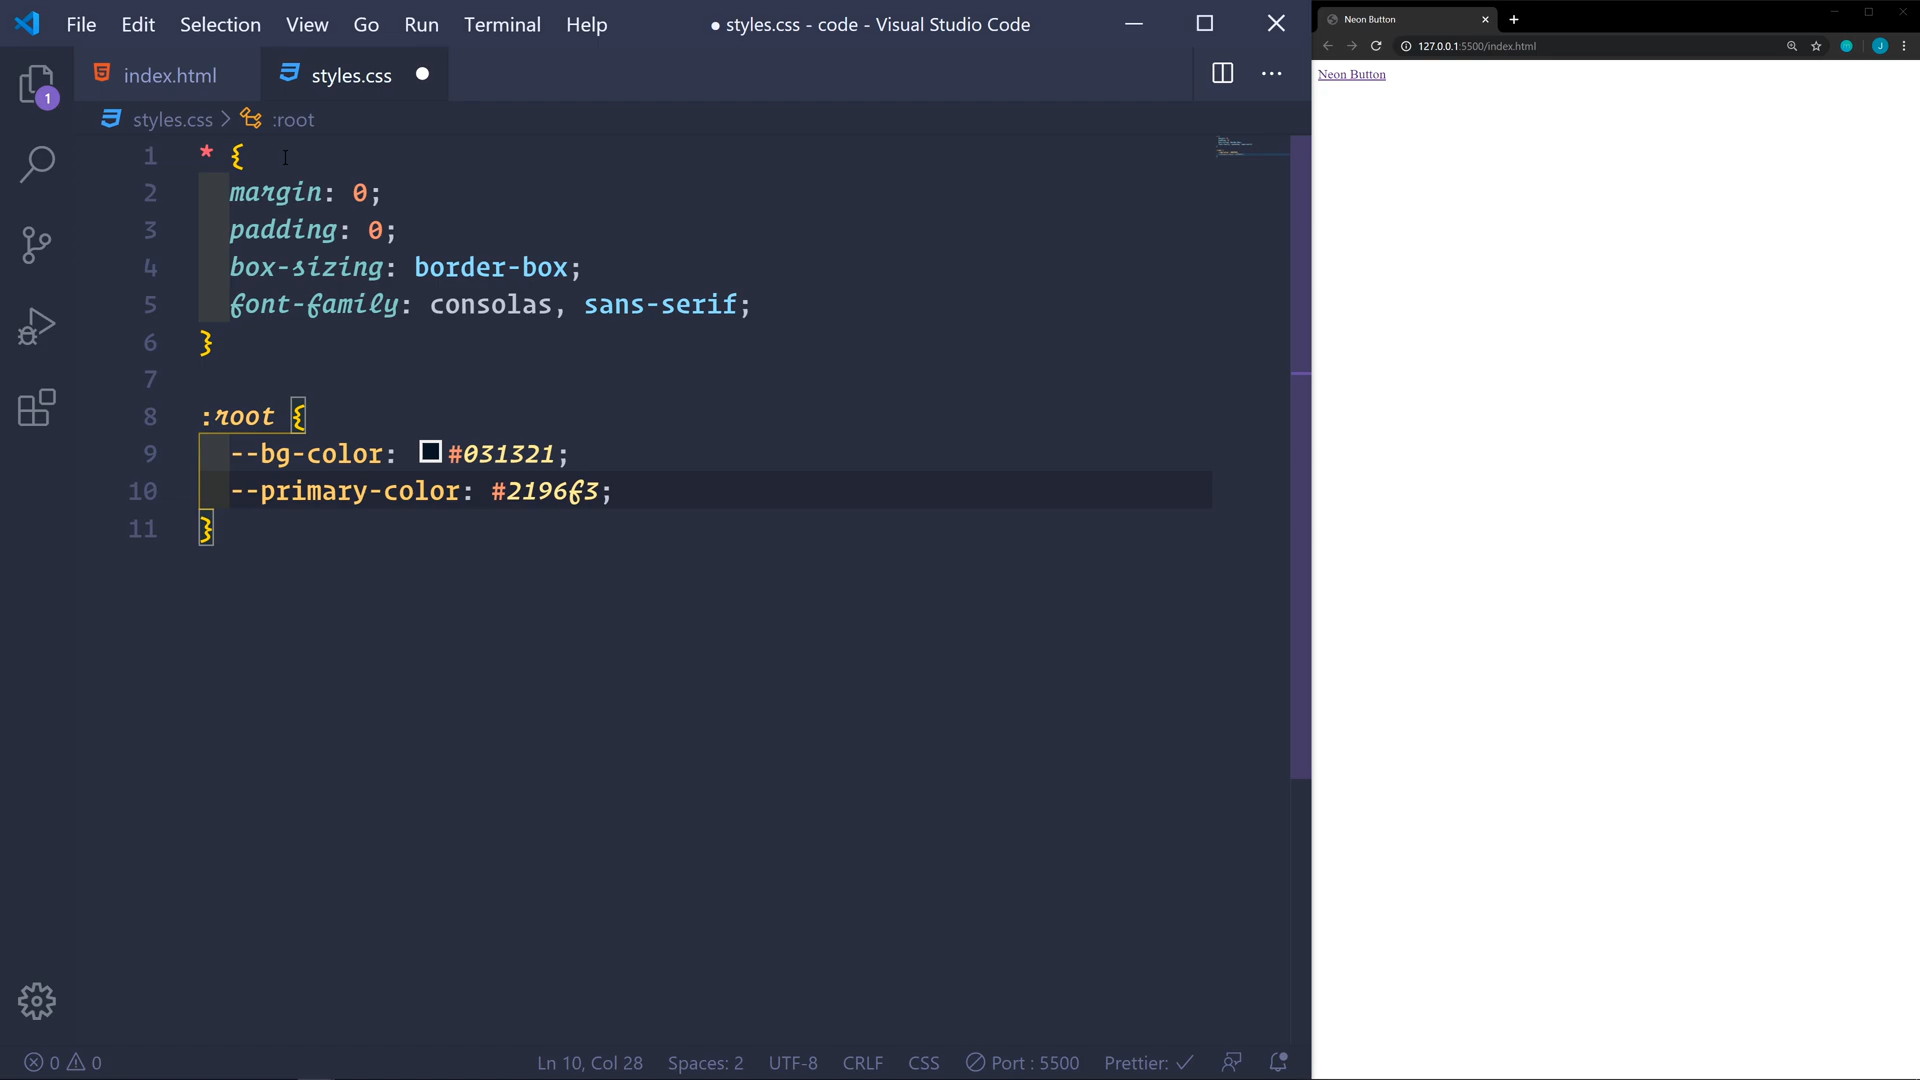 File Edit Selection View Go Run Terminal Help
● styles.css - code - Visual Studio Code
index.html styles.css
styles.css > :root
1 * {
2 margin: 0;
3 padding: 0;
4 box-sizing: border-box;
5 font-family: consolas, sans-serif;
6 }
7
8 :root {
9 --bg-color: #031321;
10 --primary-color: #2196f3;
11 }
1
0 0
Ln 10, Col 28 Spaces: 2 UTF-8 CRLF CSS Port : 5500 Prettier: ✓
Neon Button
127.0.0.1:5500/index.html
J
Neon Button